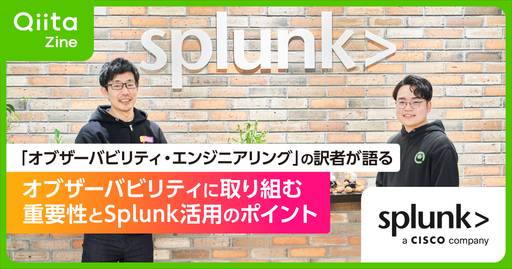 Qiita
Zine
splunk>
「オブザーバビリティ・エンジニアリング」の訳者が語る
オブザーバビリティに取り組む
重要性とSplunk活用のポイント
splunk>
a CISCO company